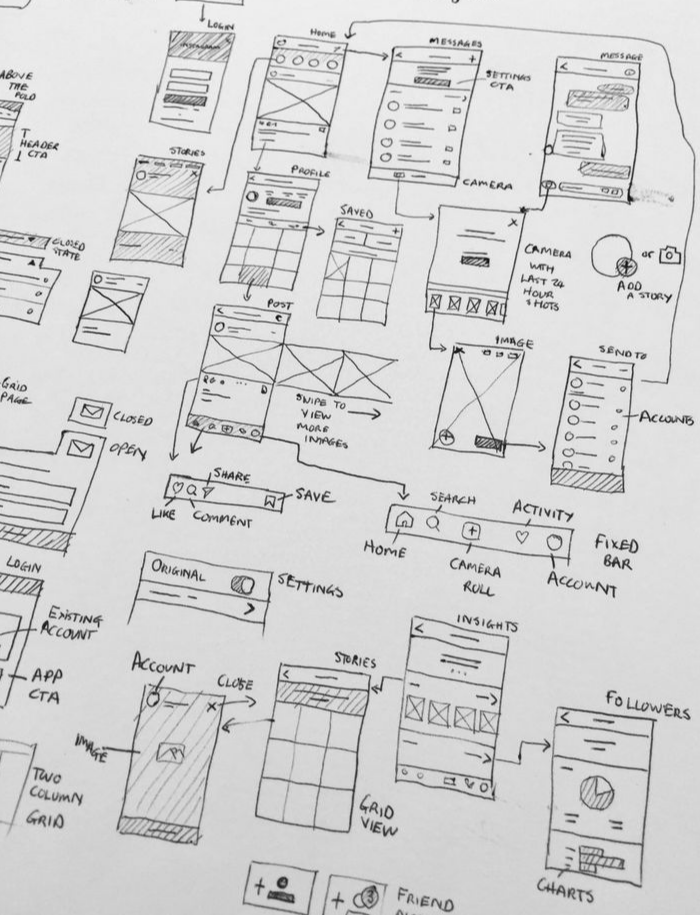 LOGIN
INSTAGRAM
HOME
MESSAGES
SETTINGS
CTA
MESSAGE
ABOVE
THE
FOLD
HEADER
CTA
STORIES
PROFILE
SAVED
CAMERA
CAMERA
WITH
LAST 24
HOUR
SHOTS
OR
ADD
A STORY
CLOSED
STATE
POST
IMAGE
SEND TO
ACCOUNTS
SWIPE TO
VIEW
MORE
IMAGES
GRID
PAGE
CLOSED
OPEN
SHARE
SAVE
LIKE
COMMENT
SEARCH
ACTIVITY
HOME
CAMERA
ROLL
ACCOUNT
FIXED
BAR
LOGIN
EXISTING
ACCOUNT
APP
CTA
ORIGINAL
SETTINGS
INSIGHTS
STORIES
ACCOUNT
CLOSE
IMAGE
GRID
VIEW
FOLLOWERS
CHARTS
TWO
COLUMN
GRID
3
FRIEND